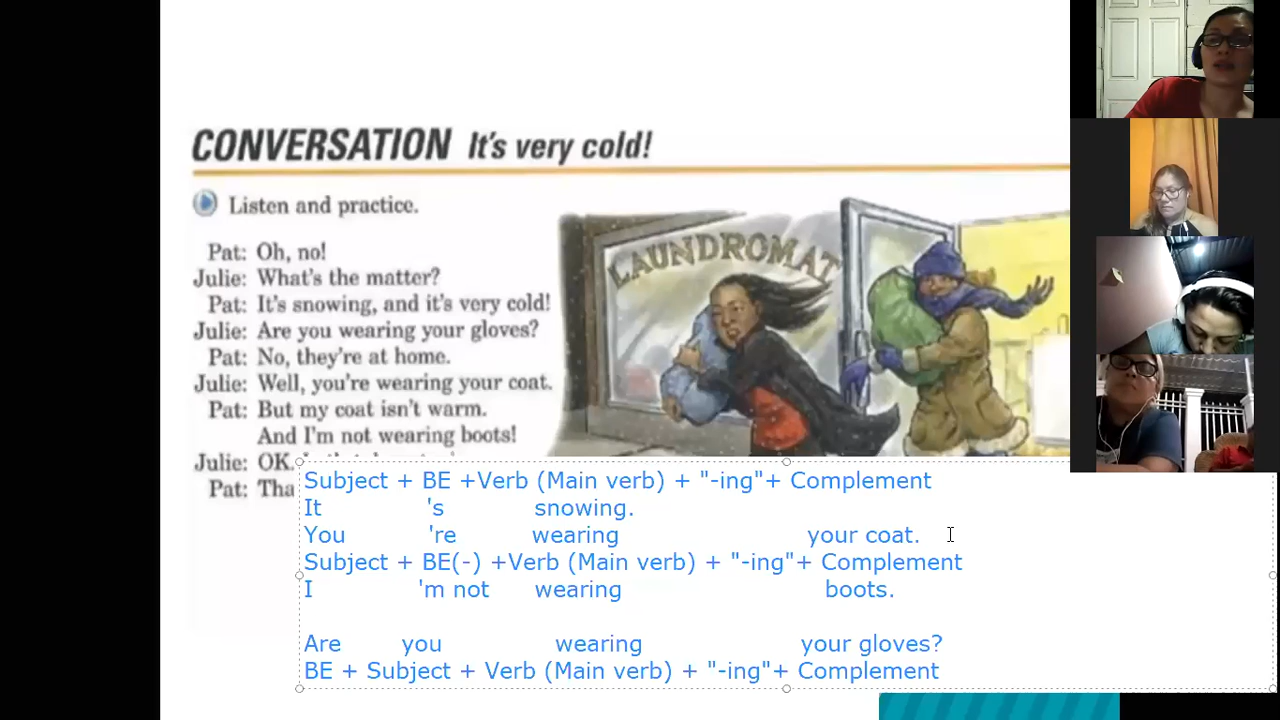 CONVERSATION It's very cold!
Listen and practice.
LAUNDROMAT
Pat: Oh, no!
Julie: What's the matter?
Pat: It's snowing, and it's very cold!
Julie: Are you wearing your gloves?
Pat: No, they're at home.
Julie: Well, you're wearing your coat.
Pat: But my coat isn't warm.
And I'm not wearing boots!
Julie: OK.
Pat: Tha
Subject + BE +Verb (Main verb) + "-ing"+ Complement
It 's snowing.
You 're wearing your coat.
Subject + BE(-) +Verb (Main verb) + "-ing"+ Complement
I 'm not wearing boots.
Are you wearing your gloves?
BE + Subject + Verb (Main verb) + "-ing"+ Complement